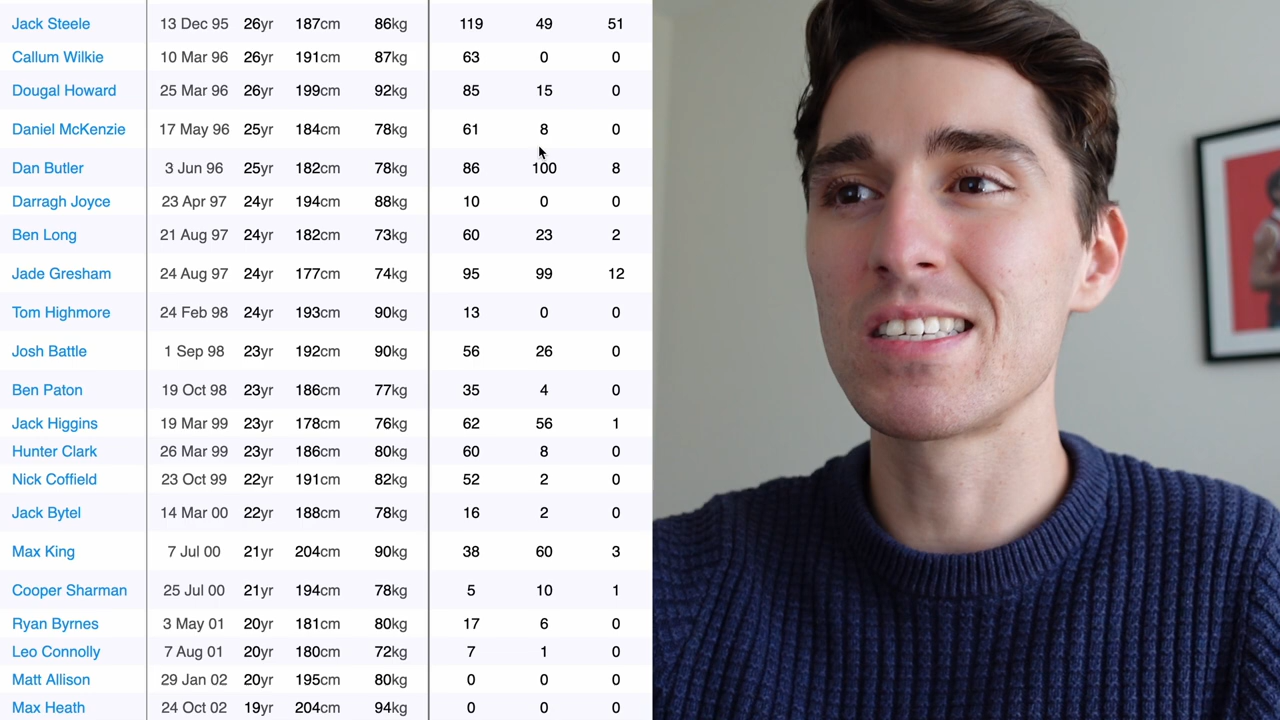 Jack Steele 13 Dec 95 26yr 187cm 86kg 119 49 51
Callum Wilkie 10 Mar 96 26yr 191cm 87kg 63 0 0
Dougal Howard 25 Mar 96 26yr 199cm 92kg 85 15 0
Daniel McKenzie 17 May 96 25yr 184cm 78kg 61 8 0
Dan Butler 3 Jun 96 25yr 182cm 78kg 86 100 8
Darragh Joyce 23 Apr 97 24yr 194cm 88kg 10 0 0
Ben Long 21 Aug 97 24yr 182cm 73kg 60 23 2
Jade Gresham 24 Aug 97 24yr 177cm 74kg 95 99 12
Tom Highmore 24 Feb 98 24yr 193cm 90kg 13 0 0
Josh Battle 1 Sep 98 23yr 192cm 90kg 56 26 0
Ben Paton 19 Oct 98 23yr 186cm 77kg 35 4 0
Jack Higgins 19 Mar 99 23yr 178cm 76kg 62 56 1
Hunter Clark 26 Mar 99 23yr 186cm 80kg 60 8 0
Nick Coffield 23 Oct 99 22yr 191cm 82kg 52 2 0
Jack Bytel 14 Mar 00 22yr 188cm 78kg 16 2 0
Max King 7 Jul 00 21yr 204cm 90kg 38 60 3
Cooper Sharman 25 Jul 00 21yr 194cm 78kg 5 10 1
Ryan Byrnes 3 May 01 20yr 181cm 80kg 17 6 0
Leo Connolly 7 Aug 01 20yr 180cm 72kg 7 1 0
Matt Allison 29 Jan 02 20yr 195cm 80kg 0 0 0
Max Heath 24 Oct 02 19yr 204cm 94kg 0 0 0